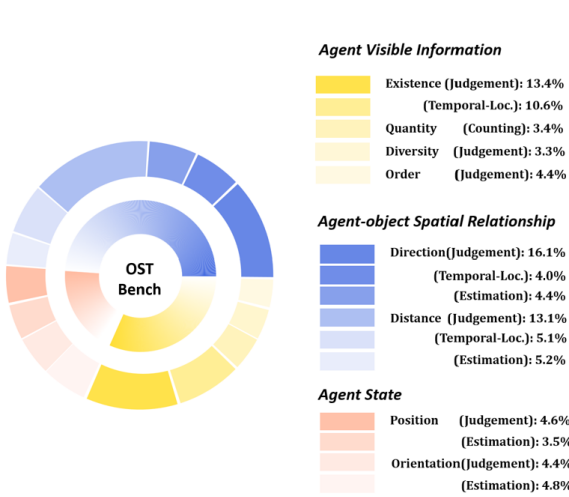 OST
Bench
Agent Visible Information
Existence (Judgement): 13.4%
(Temporal-Loc.): 10.6%
Quantity (Counting): 3.4%
Diversity (Judgement): 3.3%
Order (Judgement): 4.4%
Agent-object Spatial Relationship
Direction(Judgement): 16.1%
(Temporal-Loc.): 4.0%
(Estimation): 4.4%
Distance (Judgement): 13.1%
(Temporal-Loc.): 5.1%
(Estimation): 5.2%
Agent State
Position (Judgement): 4.6%
(Estimation): 3.5%
Orientation(Judgement): 4.4%
(Estimation): 4.8%